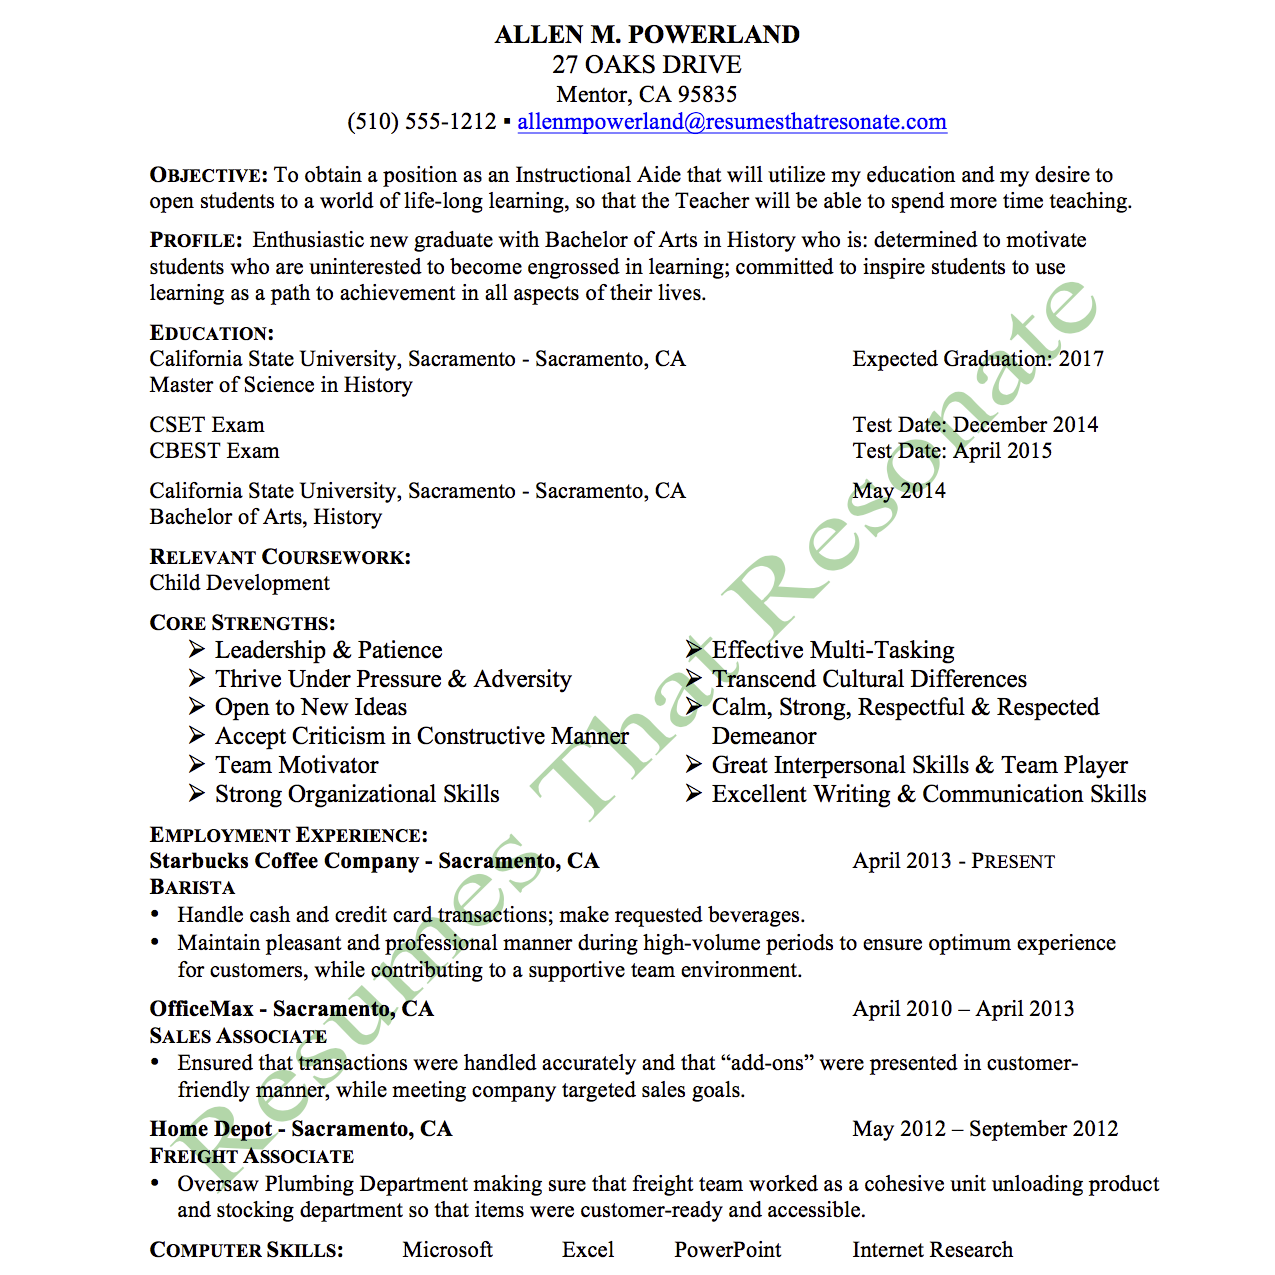 ALLEN M. POWERLAND
27 OAKS DRIVE
Mentor, CA 95835
(510) 555-1212 ▪ allenmpowerland@resumesthatresonate.com
OBJECTIVE: To obtain a position as an Instructional Aide that will utilize my education and my desire to
open students to a world of life-long learning, so that the Teacher will be able to spend more time teaching.
PROFILE: Enthusiastic new graduate with Bachelor of Arts in History who is: determined to motivate
students who are uninterested to become engrossed in learning; committed to inspire students to use
learning as a path to achievement in all aspects of their lives.
EDUCATION:
California State University, Sacramento - Sacramento, CA Expected Graduation: 2017
Master of Science in History
CSET Exam Test Date: December 2014
CBEST Exam Test Date: April 2015
California State University, Sacramento - Sacramento, CA May 2014
Bachelor of Arts, History
RELEVANT COURSEWORK:
Child Development
CORE STRENGTHS:
➢ Leadership & Patience
➢ Thrive Under Pressure & Adversity
➢ Open to New Ideas
➢ Accept Criticism in Constructive Manner
➢ Team Motivator
➢ Strong Organizational Skills
➢ Effective Multi-Tasking
➢ Transcend Cultural Differences
➢ Calm, Strong, Respectful & Respected
Demeanor
➢ Great Interpersonal Skills & Team Player
➢ Excellent Writing & Communication Skills
EMPLOYMENT EXPERIENCE:
Starbucks Coffee Company - Sacramento, CA April 2013 - PRESENT
BARISTA
• Handle cash and credit card transactions; make requested beverages.
• Maintain pleasant and professional manner during high-volume periods to ensure optimum experience
for customers, while contributing to a supportive team environment.
OfficeMax - Sacramento, CA April 2010 – April 2013
SALES ASSOCIATE
• Ensured that transactions were handled accurately and that “add-ons” were presented in customer-
friendly manner, while meeting company targeted sales goals.
Home Depot - Sacramento, CA May 2012 – September 2012
FREIGHT ASSOCIATE
• Oversaw Plumbing Department making sure that freight team worked as a cohesive unit unloading product
and stocking department so that items were customer-ready and accessible.
COMPUTER SKILLS: Microsoft Excel PowerPoint Internet Research
Resumes That Resonate